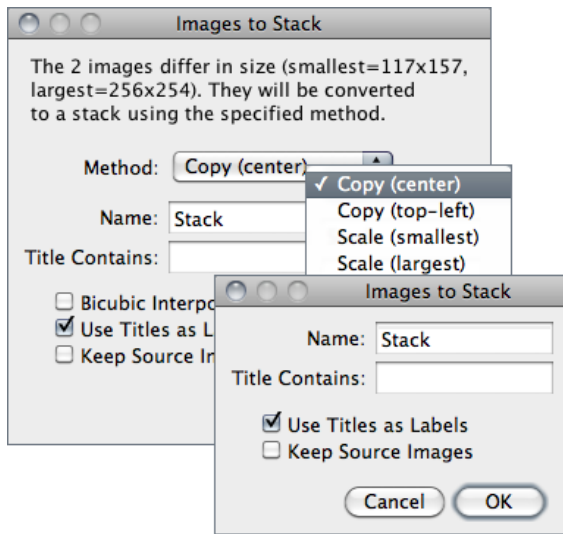 Images to Stack
The 2 images differ in size (smallest=117x157,
largest=256x254). They will be converted
to a stack using the specified method.
Method: Copy (center)
✓ Copy (center)
Copy (top-left)
Scale (smallest)
Scale (largest)
Name: Stack
Title Contains:
Bicubic
Use Titles as
Keep Source
Images to Stack
Name: Stack
Title Contains:
Use Titles as Labels
Keep Source Images
Cancel OK